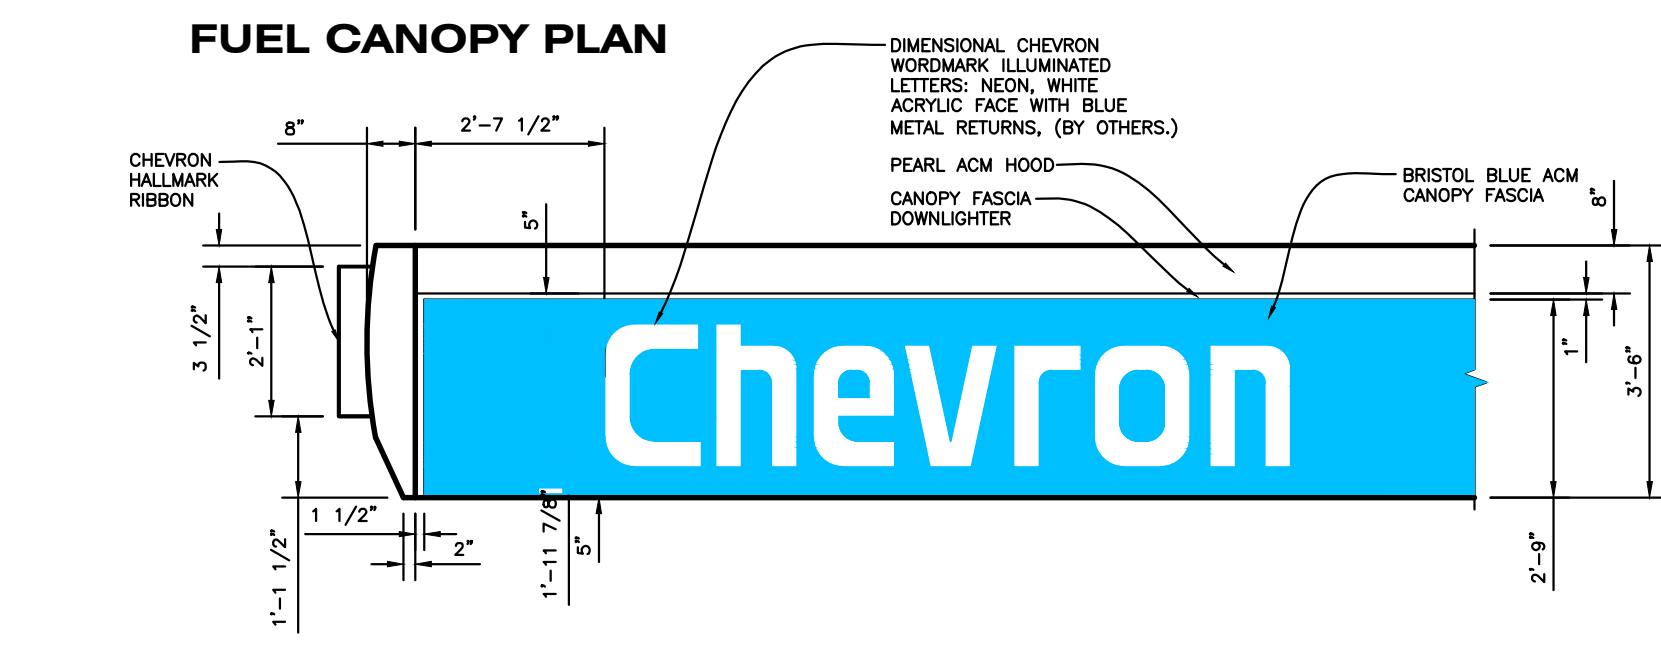 FUEL CANOPY PLAN
DIMENSIONAL CHEVRON
WORDMARK ILLUMINATED
LETTERS: NEON, WHITE
ACRYLIC FACE WITH BLUE
METAL RETURNS, (BY OTHERS.)
8"
2'-7 1/2"
CHEVRON
HALLMARK
RIBBON
PEARL ACM HOOD
CANOPY FASCIA
DOWNLIGHTER
BRISTOL BLUE ACM
CANOPY FASCIA
8"
5"
3 1/2"
2'-1"
Chevron
1"
3'-6"
1 1/2"
2"
1'-1 1/2"
1'-11 7/8"
5"
2'-9"